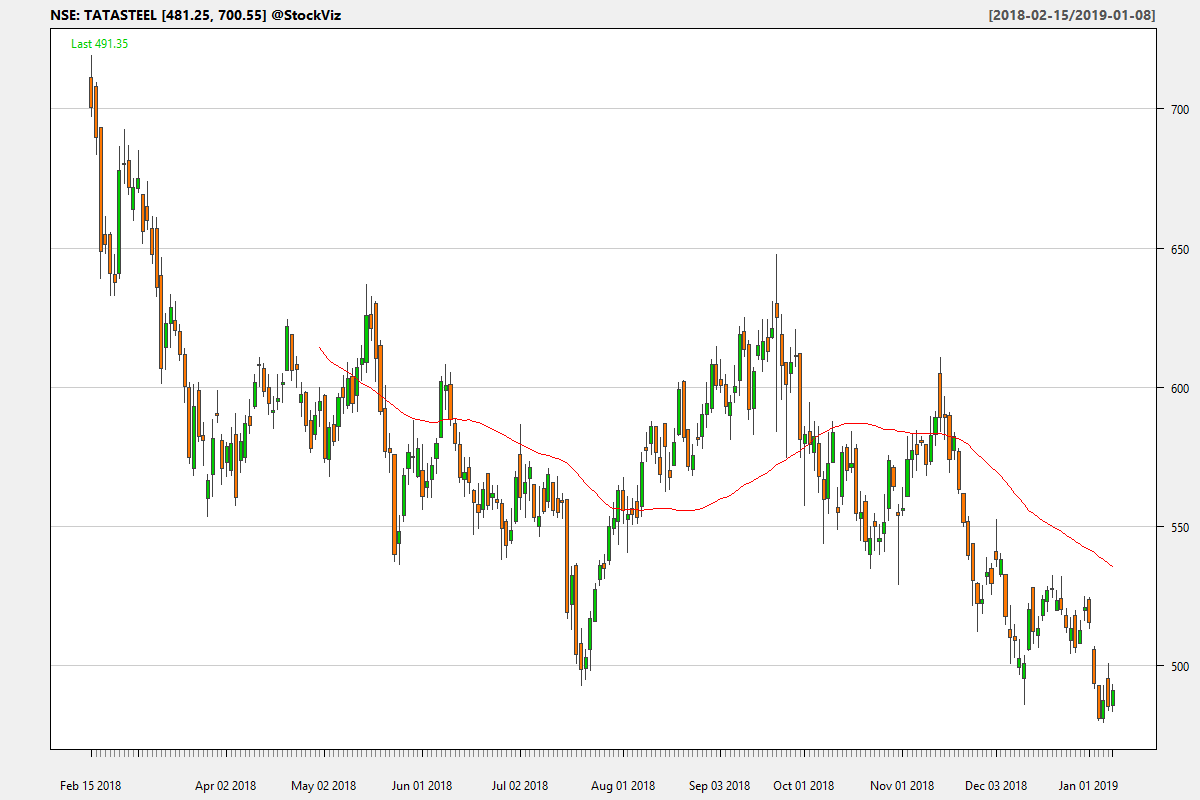 NSE: TATASTEEL [481.25, 700.55] @StockViz
[2018-02-15/2019-01-08]
Last 491.35
700
650
600
550
500
Feb 15 2018 Apr 02 2018 May 02 2018 Jun 01 2018 Jul 02 2018 Aug 01 2018 Sep 03 2018 Oct 01 2018 Nov 01 2018 Dec 03 2018 Jan 01 2019